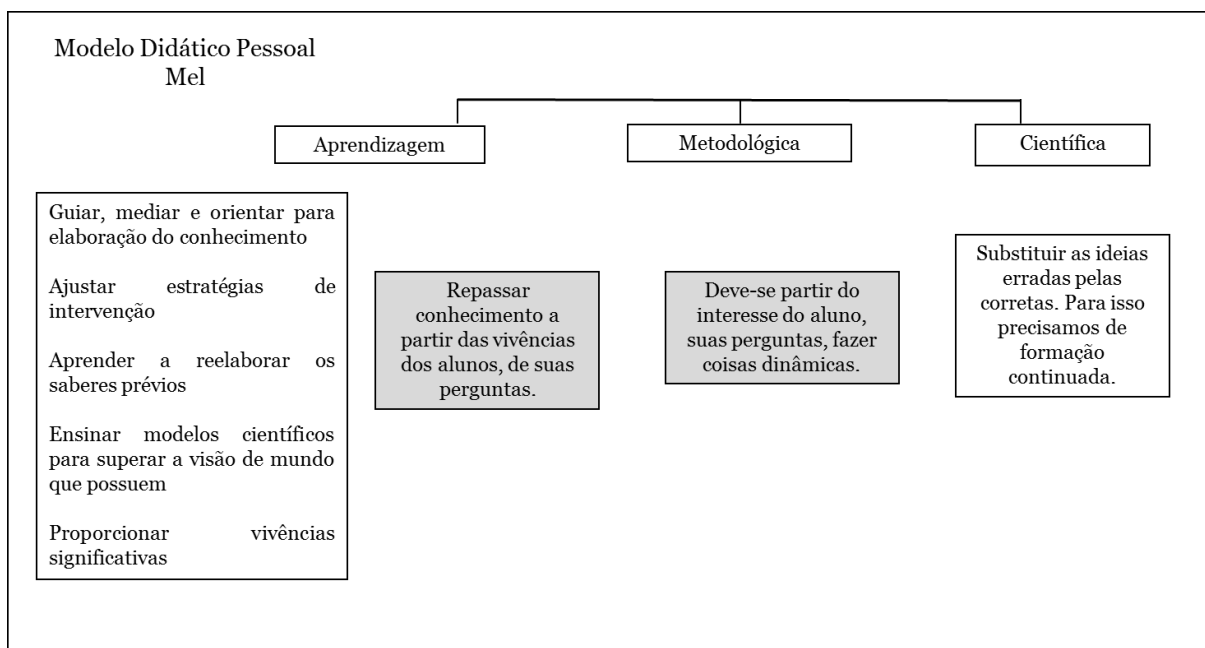 Modelo Didático Pessoal
Mel
Aprendizagem
Metodológica
Científica
Guiar, mediar e orientar para
elaboração do conhecimento
Ajustar estratégias de
intervenção
Aprender a reelaborar os
saberes prévios
Ensinar modelos científicos
para superar a visão de mundo
que possuem
Proporcionar vivências
significativas
Repassar
conhecimento a
partir das vivências
dos alunos, de suas
perguntas.
Deve-se partir do
interesse do aluno,
suas perguntas, fazer
coisas dinâmicas.
Substituir as ideias
erradas pelas
corretas. Para isso
precisamos de
formação
continuada.